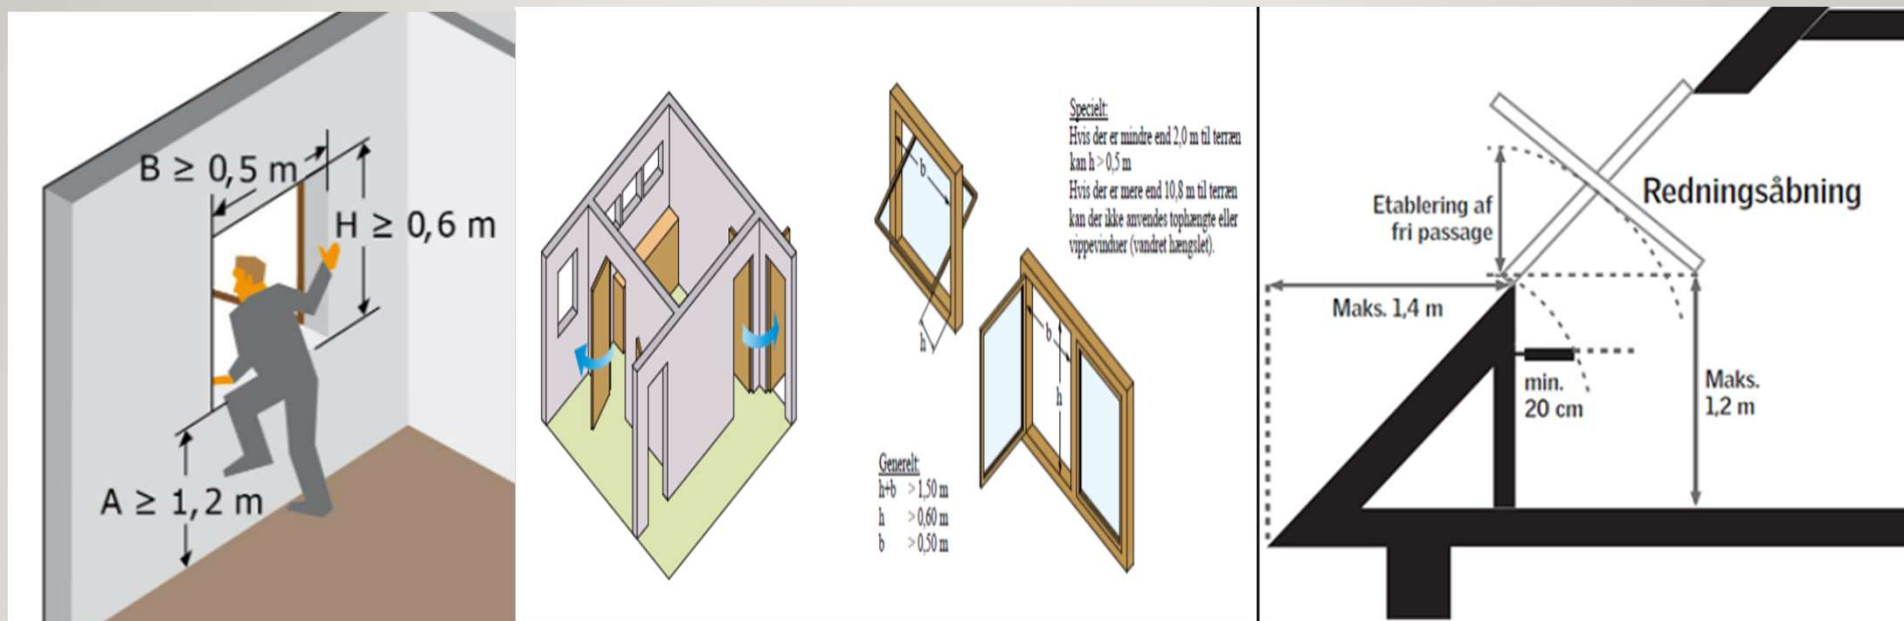 B ≥ 0,5 m
H ≥ 0,6 m
A ≥ 1,2 m
b
h
Specielt:
Hvis der er mindre end 2,0 m til terræn
kan h > 0,5 m
Hvis der er mere end 10,8 m til terræn
kan der ikke anvendes tophængte eller
vippevinduer (vandret hængslet).
b
h
Generelt:
h+b > 1,50 m
h > 0,60 m
b > 0,50 m
Redningsåbning
Etablering af
fri passage
Maks. 1,4 m
min.
20 cm
Maks.
1,2 m